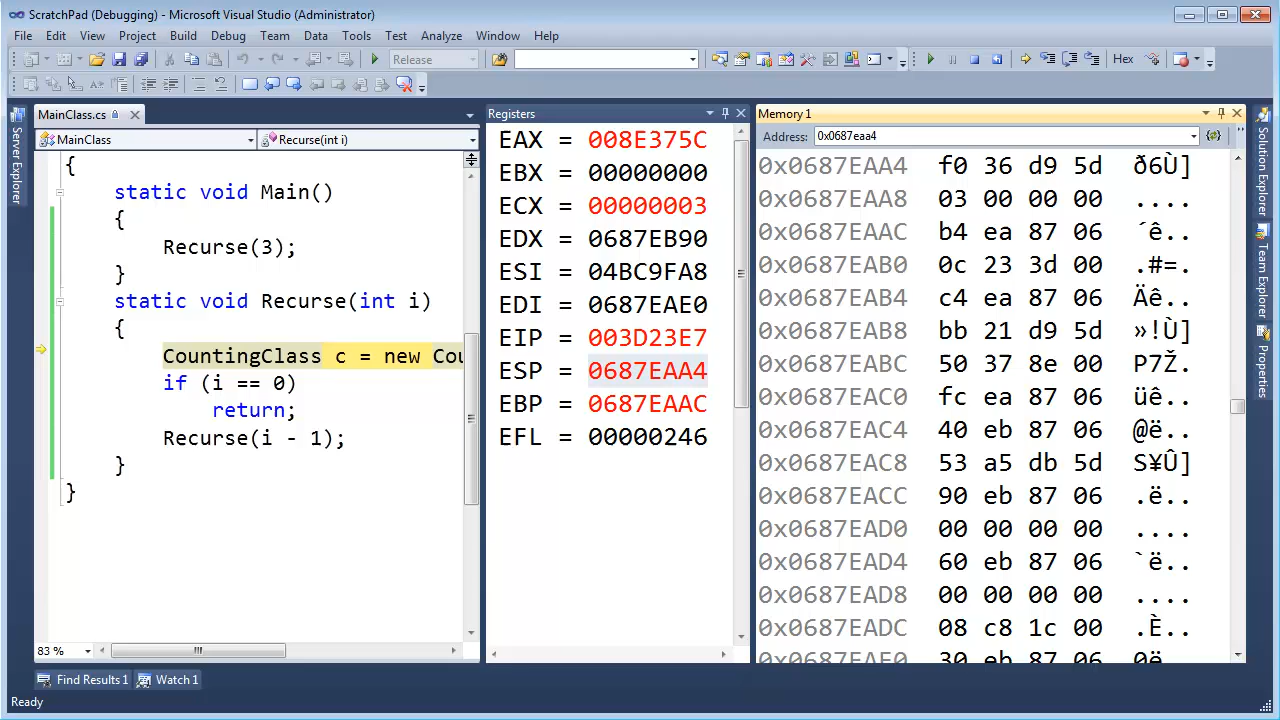 ScratchPad (Debugging) - Microsoft Visual Studio (Administrator)
File Edit View Project Build Debug Team Data Tools Test Analyze Window Help
Release
Hex
Server Explorer
MainClass.cs
MainClass
Recurse(int i)
{
static void Main()
{
Recurse(3);
}
static void Recurse(int i)
{
CountingClass c = new Cou
if (i == 0)
return;
Recurse(i - 1);
}
}
83 %
Registers
EAX = 008E375C
EBX = 00000000
ECX = 00000003
EDX = 0687EB90
ESI = 04BC9FA8
EDI = 0687EAE0
EIP = 003D23E7
ESP = 0687EAA4
EBP = 0687EAAC
EFL = 00000246
Memory 1
Address: 0x0687eaa4
0x0687EAA4 f0 36 d9 5d ð6Ù]
0x0687EAA8 03 00 00 00 ....
0x0687EAAC b4 ea 87 06 ´ê..
0x0687EAB0 0c 23 3d 00 .#=.
0x0687EAB4 c4 ea 87 06 Äê..
0x0687EAB8 bb 21 d9 5d »!Ù]
0x0687EABC 50 37 8e 00 P7Ž.
0x0687EAC0 fc ea 87 06 üê..
0x0687EAC4 40 eb 87 06 @ë..
0x0687EAC8 53 a5 db 5d S¥Û]
0x0687EACC 90 eb 87 06 .ë..
0x0687EAD0 00 00 00 00 ....
0x0687EAD4 60 eb 87 06 `ë..
0x0687EAD8 00 00 00 00 ....
0x0687EADC 08 c8 1c 00 .È..
0x0687EAE0 30 eb 87 06 0ë..
Solution Explorer
Team Explorer
Properties
Find Results 1
Watch 1
Ready